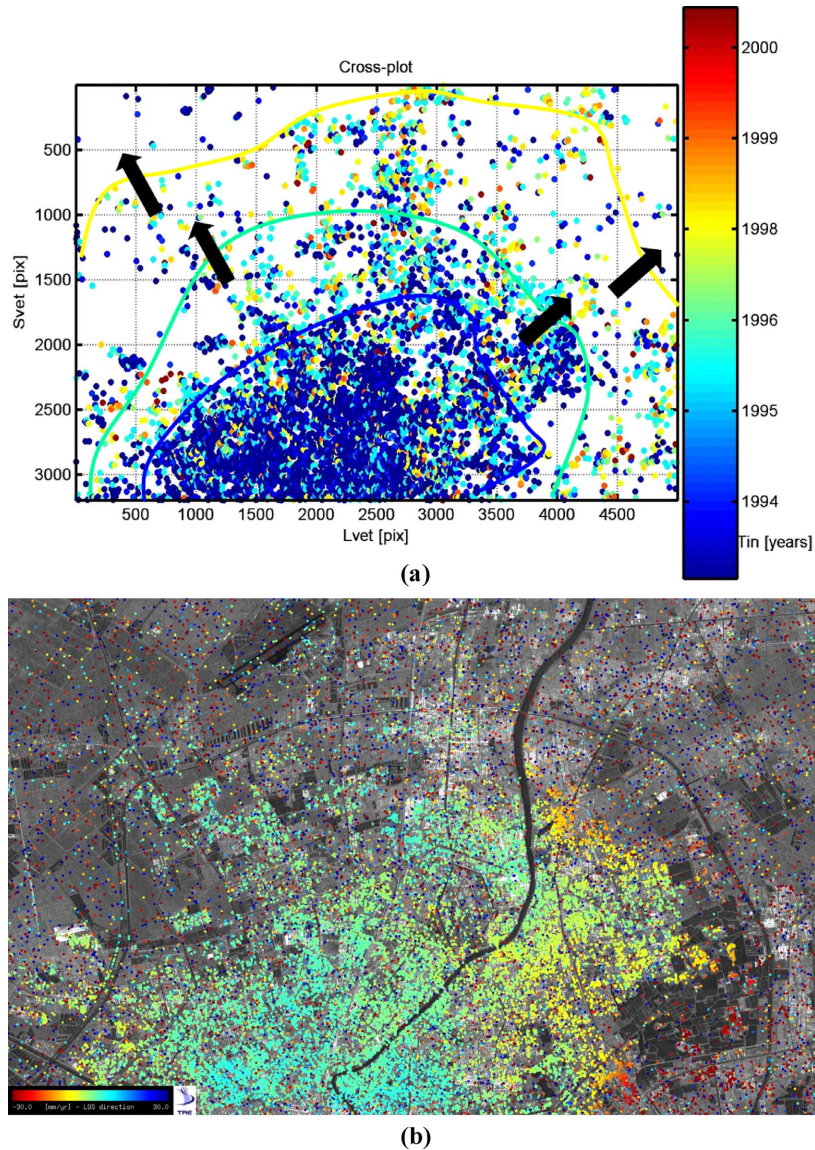 Cross-plot
2000
1999
1998
1996
1995
1994
Tin [years]
500
1000
1500
2000
2500
3000
Svet [pix]
500 1000 1500 2000 2500 3000 3500 4000 4500
Lvet [pix]
(a)
-30.0 [mm/yr] - LOS direction 30.0
TRE
(b)